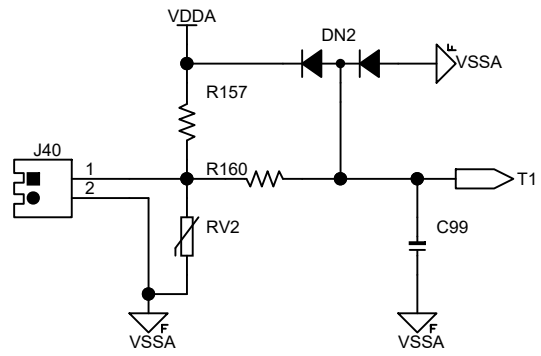 VDDA
DN2
F
VSSA
R157
J40
1
R160
2
T1
RV2
C99
F
VSSA
F
VSSA